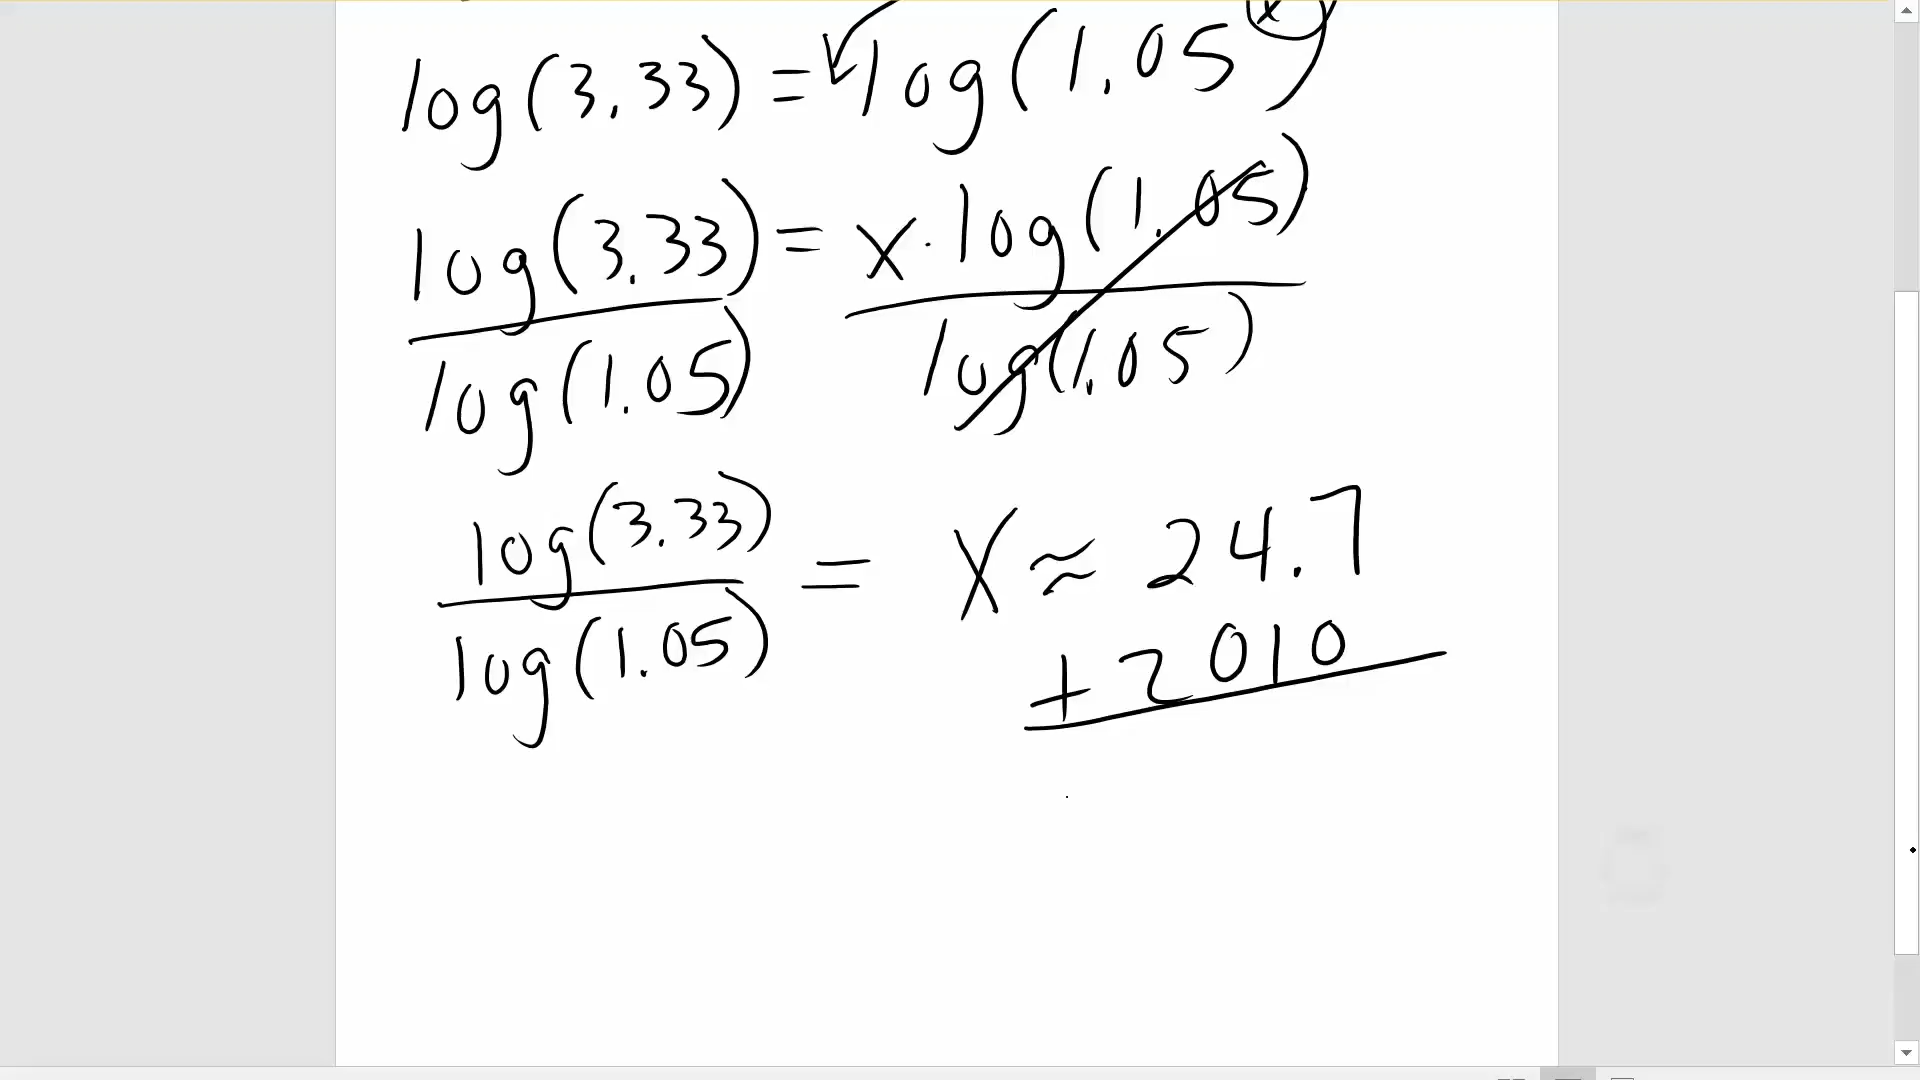 log(3.33) = log(1.05^x)
log(3.33) = x · log(1.05)
log(1.05) log(1.05)
log(3.33) = x ≈ 24.7
log(1.05) + 2010